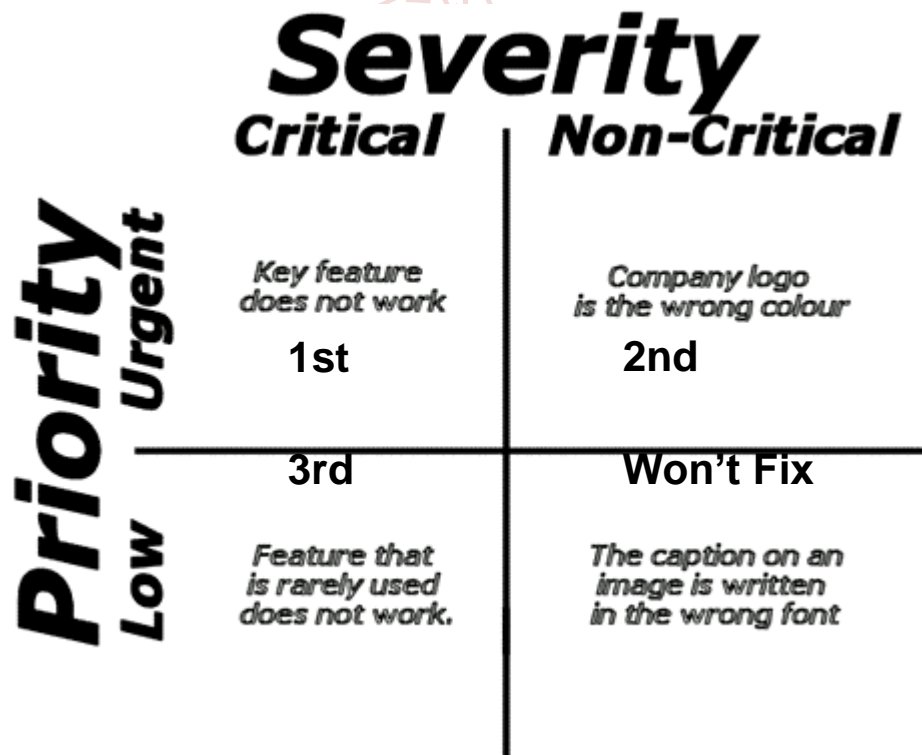 Severity
Critical
Non-Critical
Priority
Urgent
Key feature
does not work
1st
Company logo
is the wrong colour
2nd
Low
3rd
Feature that
is rarely used
does not work.
Won't Fix
The caption on an
image is written
in the wrong font